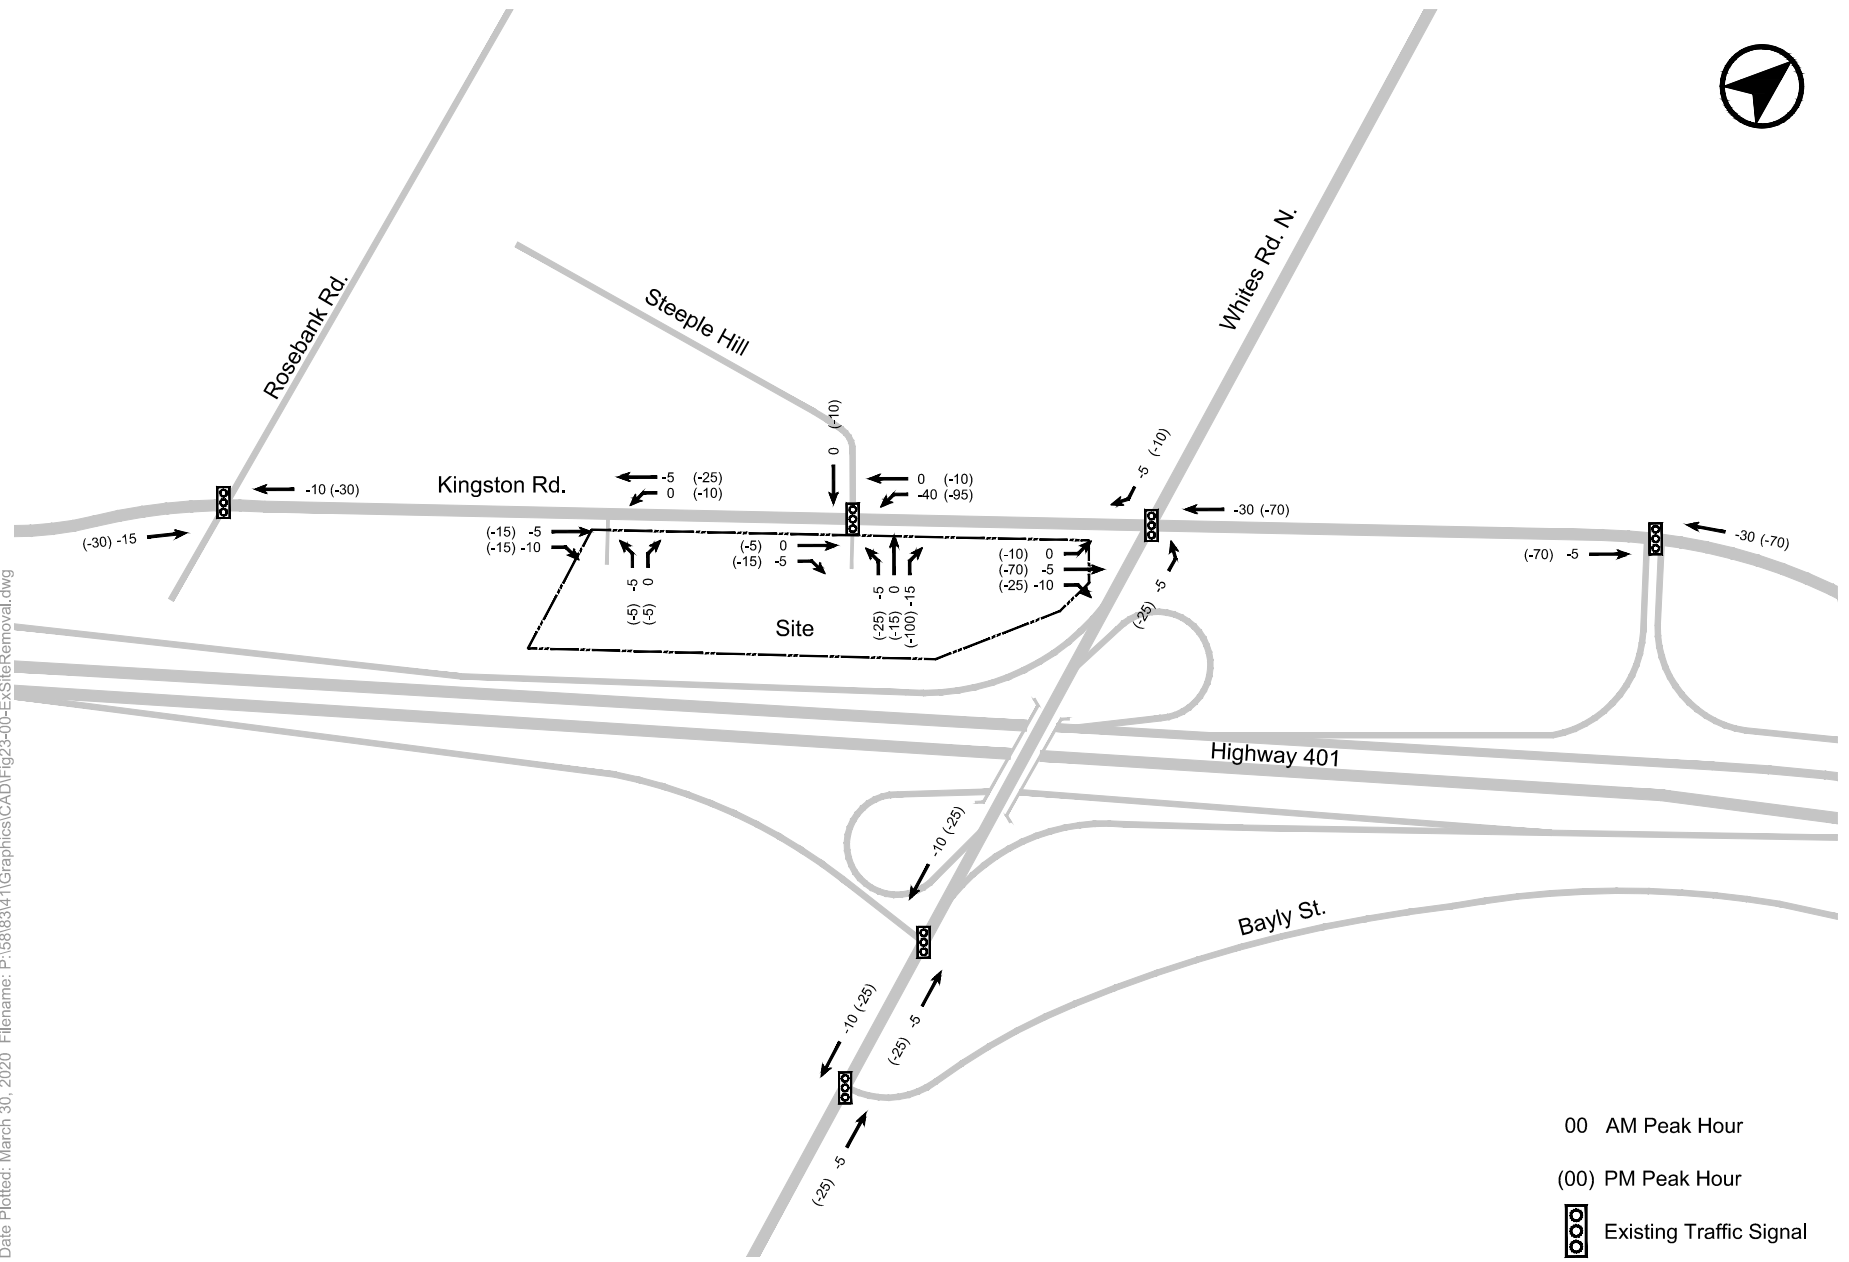 Whites Rd. N.
Rosebank Rd.
Steeple Hill
Kingston Rd.
0 (-10)
-5 (-10)
-10 (-30)
-5 (-25)
0 (-10)
0 (-10)
-40 (-95)
-30 (-70)
-30 (-70)
(-30) -15
(-15) -5
(-15) -10
(-5) 0
(-15) -5
(-10) 0
(-70) -5
(-25) -10
(-70) -5
(-5) -5
(-5) 0
(-25) -5
(-15) 0
(-100) -15
(-25) -5
Site
Highway 401
-10 (-25)
Bayly St.
-10 (-25)
(-25) -5
(-25) -5
00 AM Peak Hour
(00) PM Peak Hour
Existing Traffic Signal
Date Plotted: March 30, 2020 Filename: P:\58\83\41\Graphics\CAD\Fig23-00-ExSiteRemoval.dwg